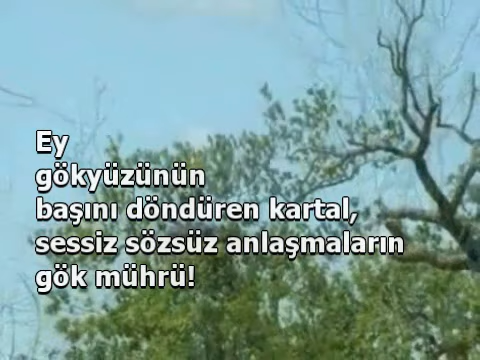 Ey
gökyüzünün
başını döndüren kartal,
sessiz sözsüz anlaşmaların
gök mührü!